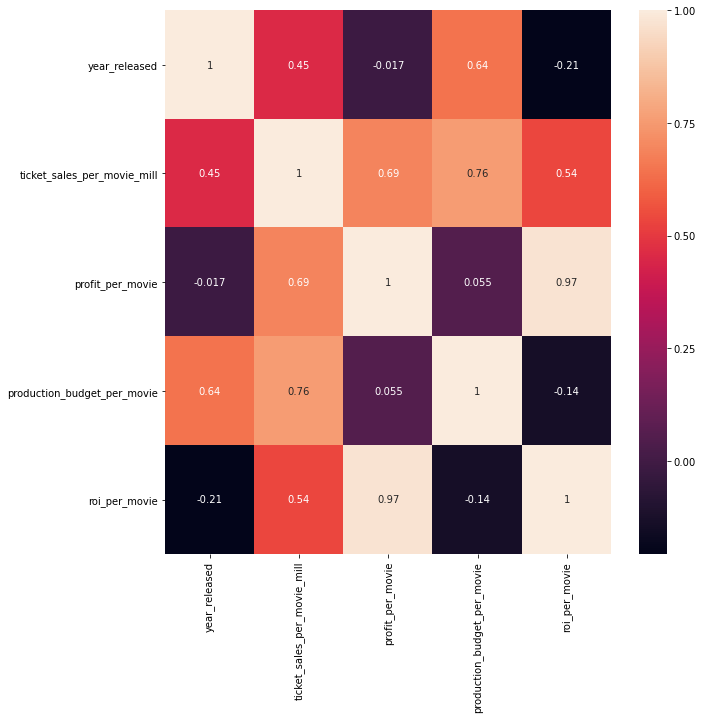 year_released 1 0.45 -0.017 0.64 -0.21
ticket_sales_per_movie_mill 0.45 1 0.69 0.76 0.54
profit_per_movie -0.017 0.69 1 0.055 0.97
production_budget_per_movie 0.64 0.76 0.055 1 -0.14
roi_per_movie -0.21 0.54 0.97 -0.14 1
year_released
ticket_sales_per_movie_mill
profit_per_movie
production_budget_per_movie
roi_per_movie
1.00
0.75
0.50
0.25
0.00